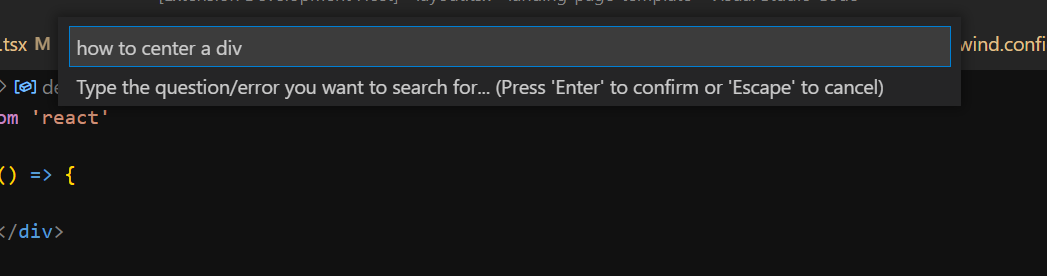 .tsx M
how to center a div
wind.confi
Type the question/error you want to search for... (Press 'Enter' to confirm or 'Escape' to cancel)
> de
om 'react'
() => {
</div>